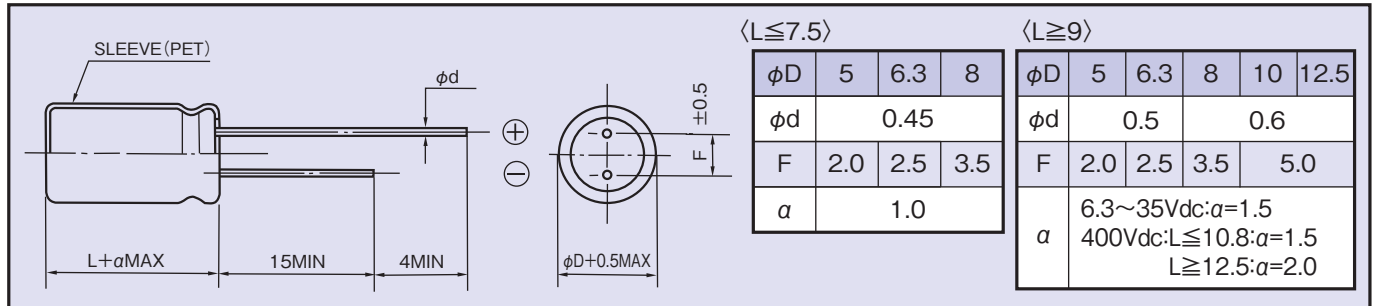 SLEEVE(PET)
φd
⊕
⊖
F ±0.5
L+αMAX
15MIN
4MIN
φD+0.5MAX
〈L≦7.5〉
φD 5 6.3 8
φd 0.45
F 2.0 2.5 3.5
α 1.0
〈L≧9〉
φD 5 6.3 8 10 12.5
φd 0.5 0.6
F 2.0 2.5 3.5 5.0
α 6.3~35Vdc:α=1.5
400Vdc:L≦10.8:α=1.5
L≧12.5:α=2.0